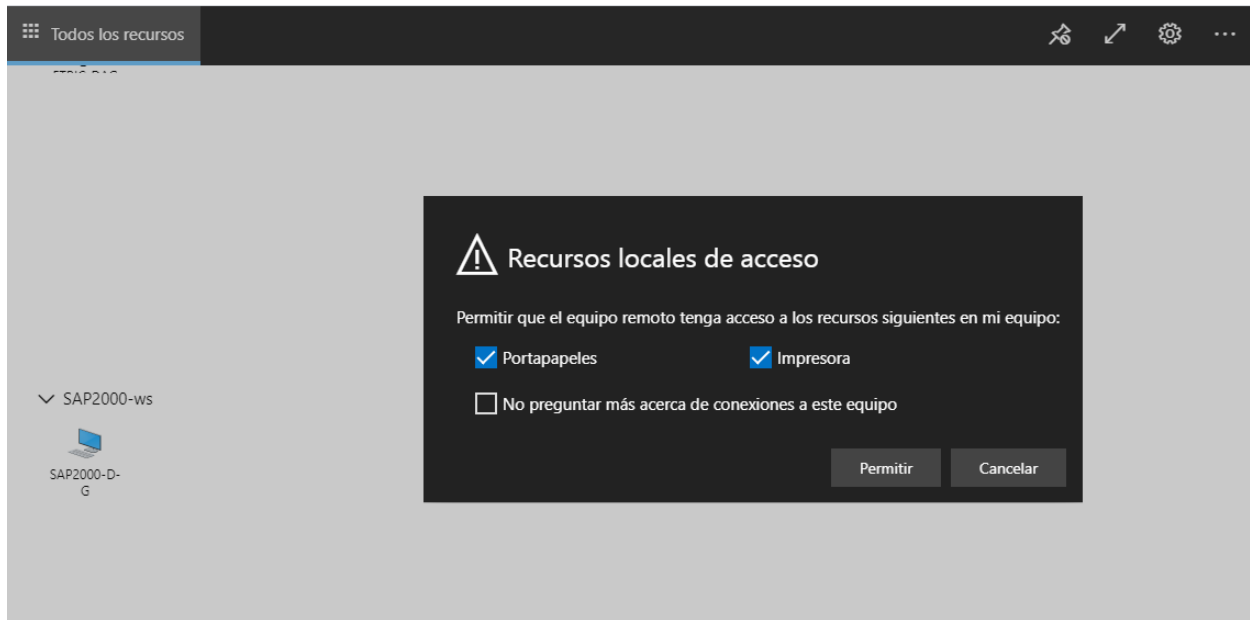 Todos los recursos
Recursos locales de acceso
Permitir que el equipo remoto tenga acceso a los recursos siguientes en mi equipo:
Portapapeles
Impresora
No preguntar más acerca de conexiones a este equipo
Permitir
Cancelar
SAP2000-ws
SAP2000-D-
G